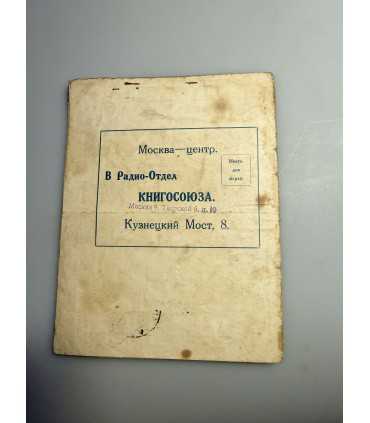 Москва—центр.
Место
для
марки
В Радио-Отдел
КНИГОСОЮЗА.
Кузнецкий Мост, 8.